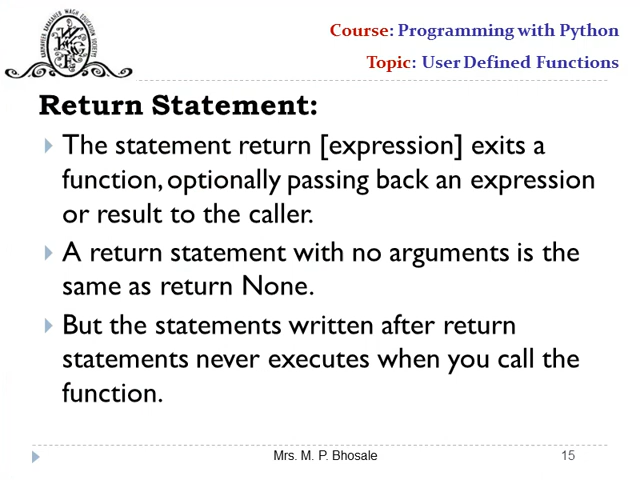 Course: Programming with Python
Topic: User Defined Functions
Return Statement:
The statement return [expression] exits a
function, optionally passing back an expression
or result to the caller.
A return statement with no arguments is the
same as return None.
But the statements written after return
statements never executes when you call the
function.
Mrs. M. P. Bhosale
15